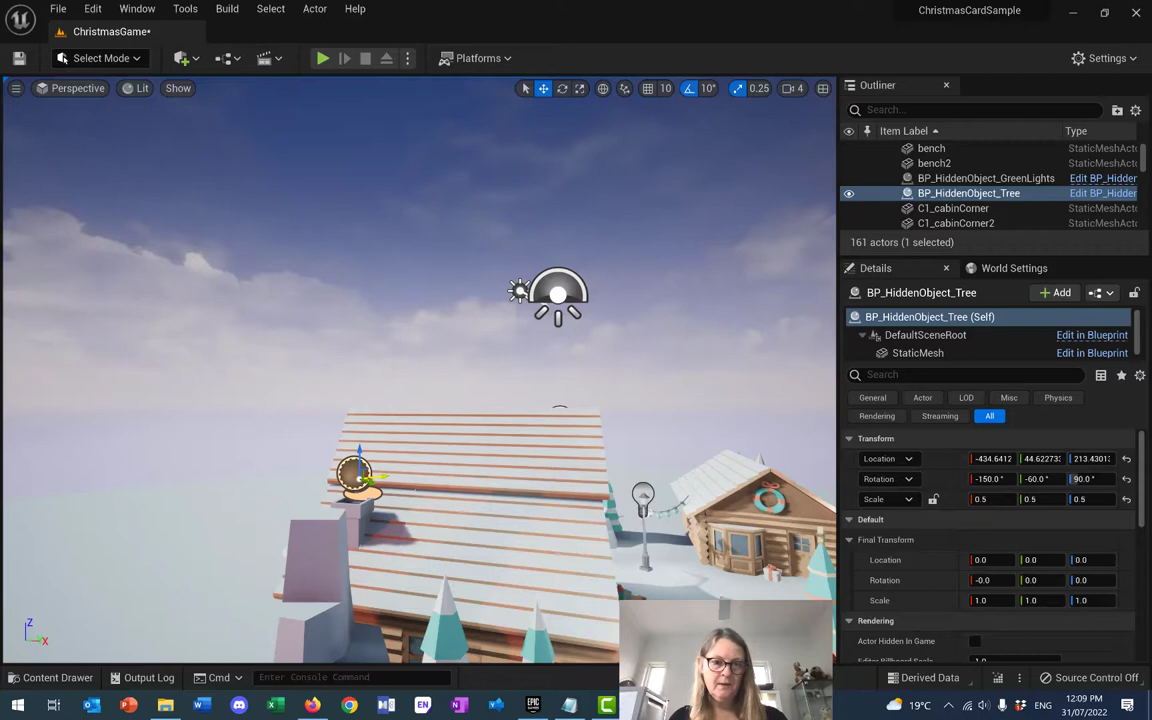 File Edit Window Tools Build Select Actor Help
ChristmasCardSample
ChristmasGame*
Select Mode
Platforms
Settings
Perspective Lit Show
10 10° 0.25 4
Outliner
Search...
Item Label Type
bench StaticMeshActo
bench2 StaticMeshActo
BP_HiddenObject_GreenLights Edit BP_Hidden
BP_HiddenObject_Tree Edit BP_Hidden
C1_cabinCorner StaticMeshActo
C1_cabinCorner2 StaticMeshActo
161 actors (1 selected)
Details World Settings
BP_HiddenObject_Tree Add
BP_HiddenObject_Tree (Self)
DefaultSceneRoot Edit in Blueprint
StaticMesh Edit in Blueprint
Search
General Actor LOD Misc Physics
Rendering Streaming All
Transform
Location -434.6412 44.622733 213.43013
Rotation -150.0° -60.0° 90.0°
Scale 0.5 0.5 0.5
Default
Final Transform
Location 0.0 0.0 0.0
Rotation -0.0 0.0 0.0
Scale 1.0 1.0 1.0
Rendering
Actor Hidden In Game
Z
X
Content Drawer Output Log Cmd Enter Console Command
Derived Data Source Control Off
19°C ENG 12:09 PM
31/07/2022